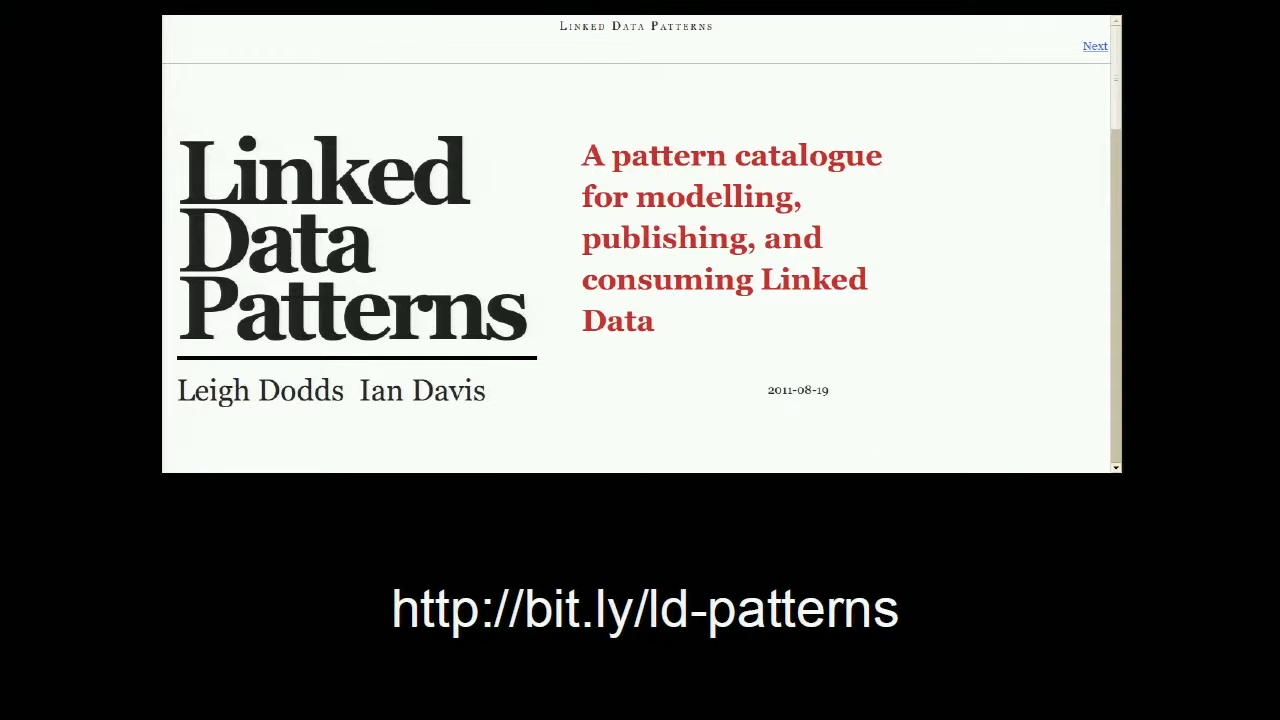 Linked Data Patterns
Next
Linked
Data
Patterns
Leigh Dodds Ian Davis
A pattern catalogue
for modelling,
publishing, and
consuming Linked
Data
2011-08-19
http://bit.ly/ld-patterns